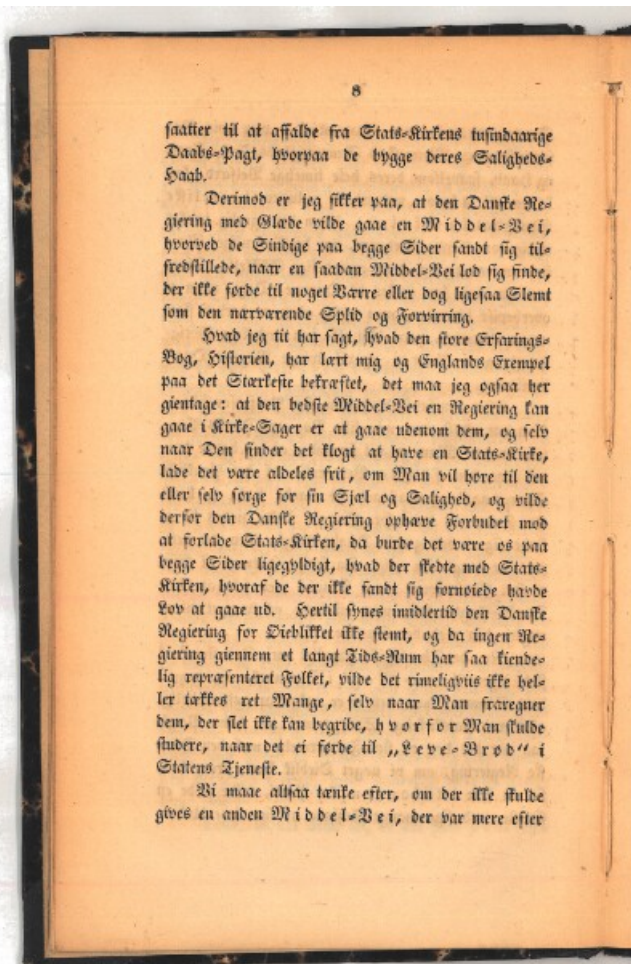 8
saatter til at affalde fra Stats-Kirkens tusindaarige
Daabs-Pagt, hvorpaa de bygge deres Saligheds-
Haab.
Derimod er jeg sikker paa, at den Danske Re-
giering med Glæde vilde gaae en Middel-Vei,
hvorved de Sindige paa begge Sider fandt sig til-
fredstillede, naar en saadan Middel-Vei lod sig finde,
der ikke førde til noget Værre eller dog ligesaa Slemt
som den nærværende Splid og Forvirring.
Hvad jeg tit har sagt, hvad den store Erfarings-
Bog, Historien, har lært mig og Englands Exempel
paa det Stærkeste bekræftet, det maa jeg ogsaa her
gientage: at den bedste Middel-Vei en Regiering kan
gaae i Kirke-Sager er at gaae udenom dem, og selv
naar Den finder det klogt at have en Stats-Kirke,
lade det være aldeles frit, om Man vil høre til den
eller selv sørge for sin Sjæl og Salighed, og vilde
derfor den Danske Regiering ophæve Forbudet mod
at forlade Stats-Kirken, da burde det være os paa
begge Sider ligegyldigt, hvad der skedte med Stats-
Kirken, hvoraf de der ikke fandt sig fornøiede havde
Lov at gaae ud. Hertil synes imidlertid den Danske
Regiering for Øieblikket ikke stemt, og da ingen Re-
giering giennem et langt Tids-Rum har saa kiende-
lig repræsenteret Folket, vilde det rimeligviis ikke hel-
ler tækkes ret Mange, selv naar Man fraregner
dem, der slet ikke kan begribe, hvorfor Man skulde
studere, naar det ei førde til „Leve-Brød“ i
Statens Tjeneste.
Vi maae altsaa tænke efter, om der ikke skulde
gives en anden Middel-Vei, der var mere efter